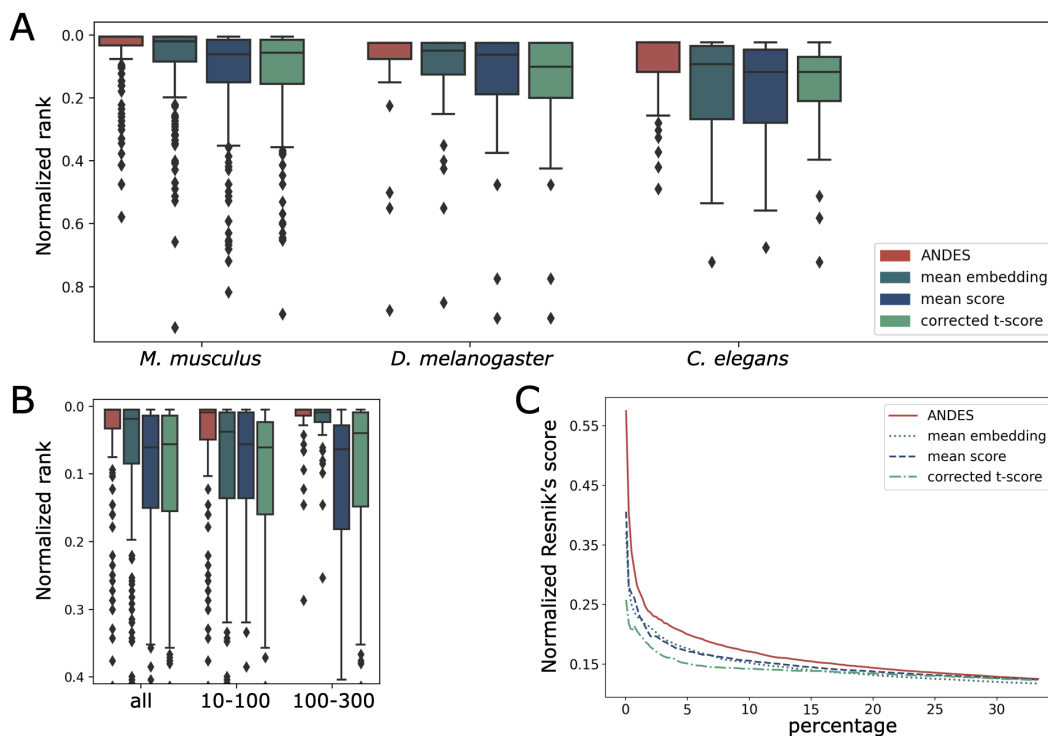 A
0.0
0.2
0.4
0.6
0.8
Normalized rank
ANDES
mean embedding
mean score
corrected t-score
M. musculus
D. melanogaster
C. elegans
B
0.0
0.1
0.2
0.3
0.4
Normalized rank
all
10-100
100-300
C
0.55
0.45
0.35
0.25
0.15
Normalized Resnik's score
ANDES
mean embedding
mean score
corrected t-score
0
5
10
15
20
25
30
percentage